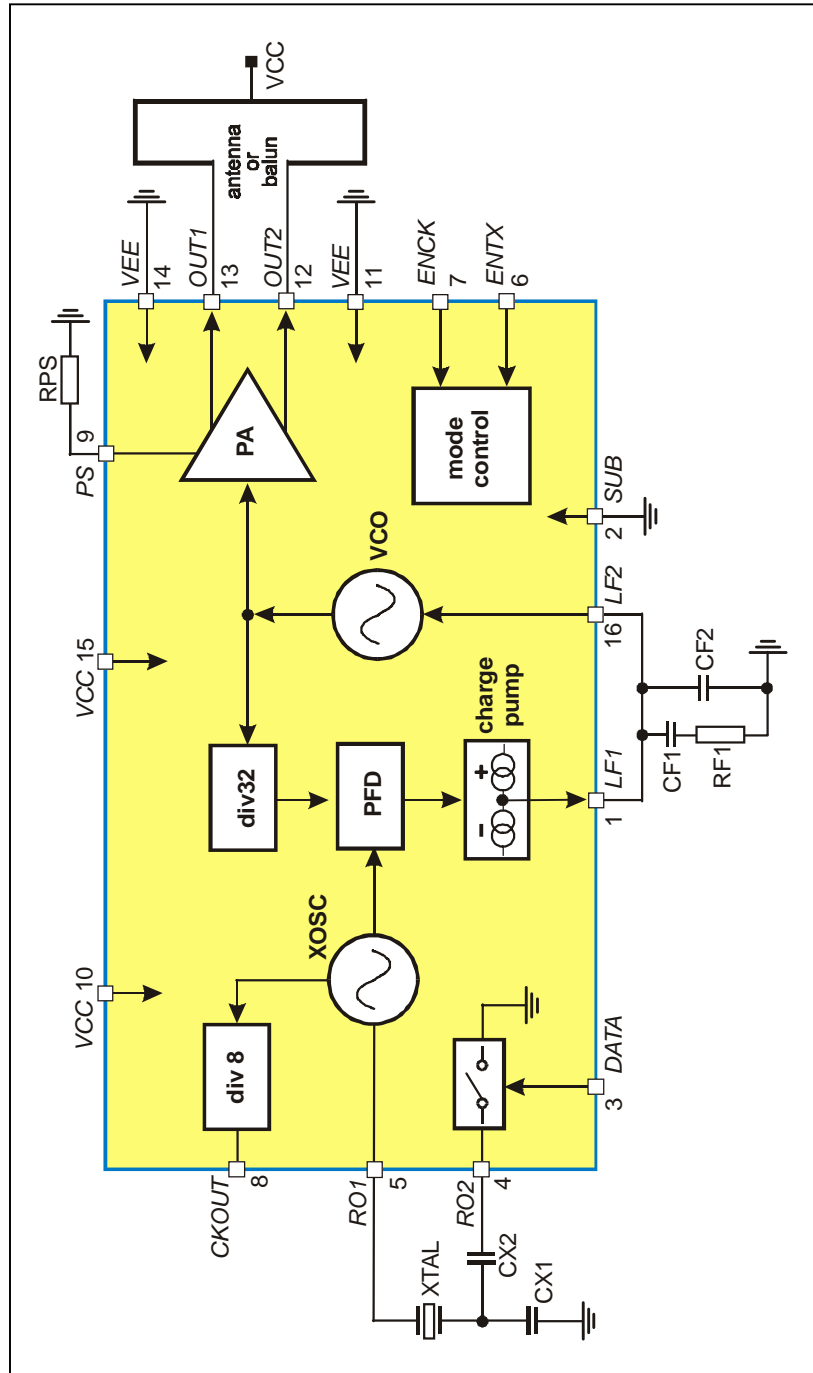 VCC 10
VCC 15
PS
9
RPS
VEE
14
OUT1
13
OUT2
12
VEE
11
ENCK
7
ENTX
6
antenna
or
balun
VCC
CKOUT
8
div 8
XOSC
div32
PFD
charge
pump
- +
VCO
PA
mode
control
RO1
5
RO2
4
XTAL
CX2
CX1
3
DATA
1
LF1
16
LF2
2
SUB
CF1
RF1
CF2